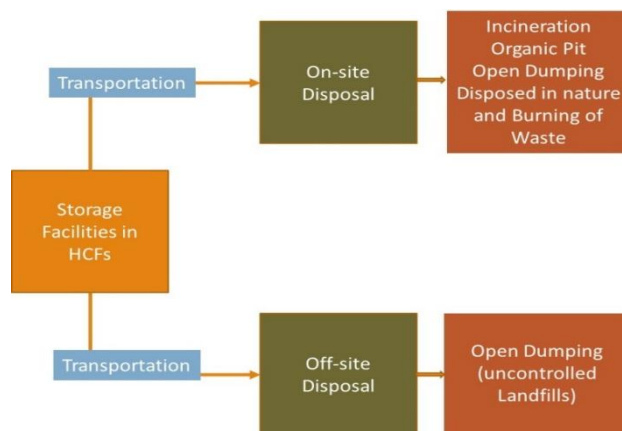 Transportation
On-site
Disposal
Incineration
Organic Pit
Open Dumping
Disposed in nature
and Burning of
Waste
Storage
Facilities in
HCFs
Transportation
Off-site
Disposal
Open Dumping
(uncontrolled
Landfills)